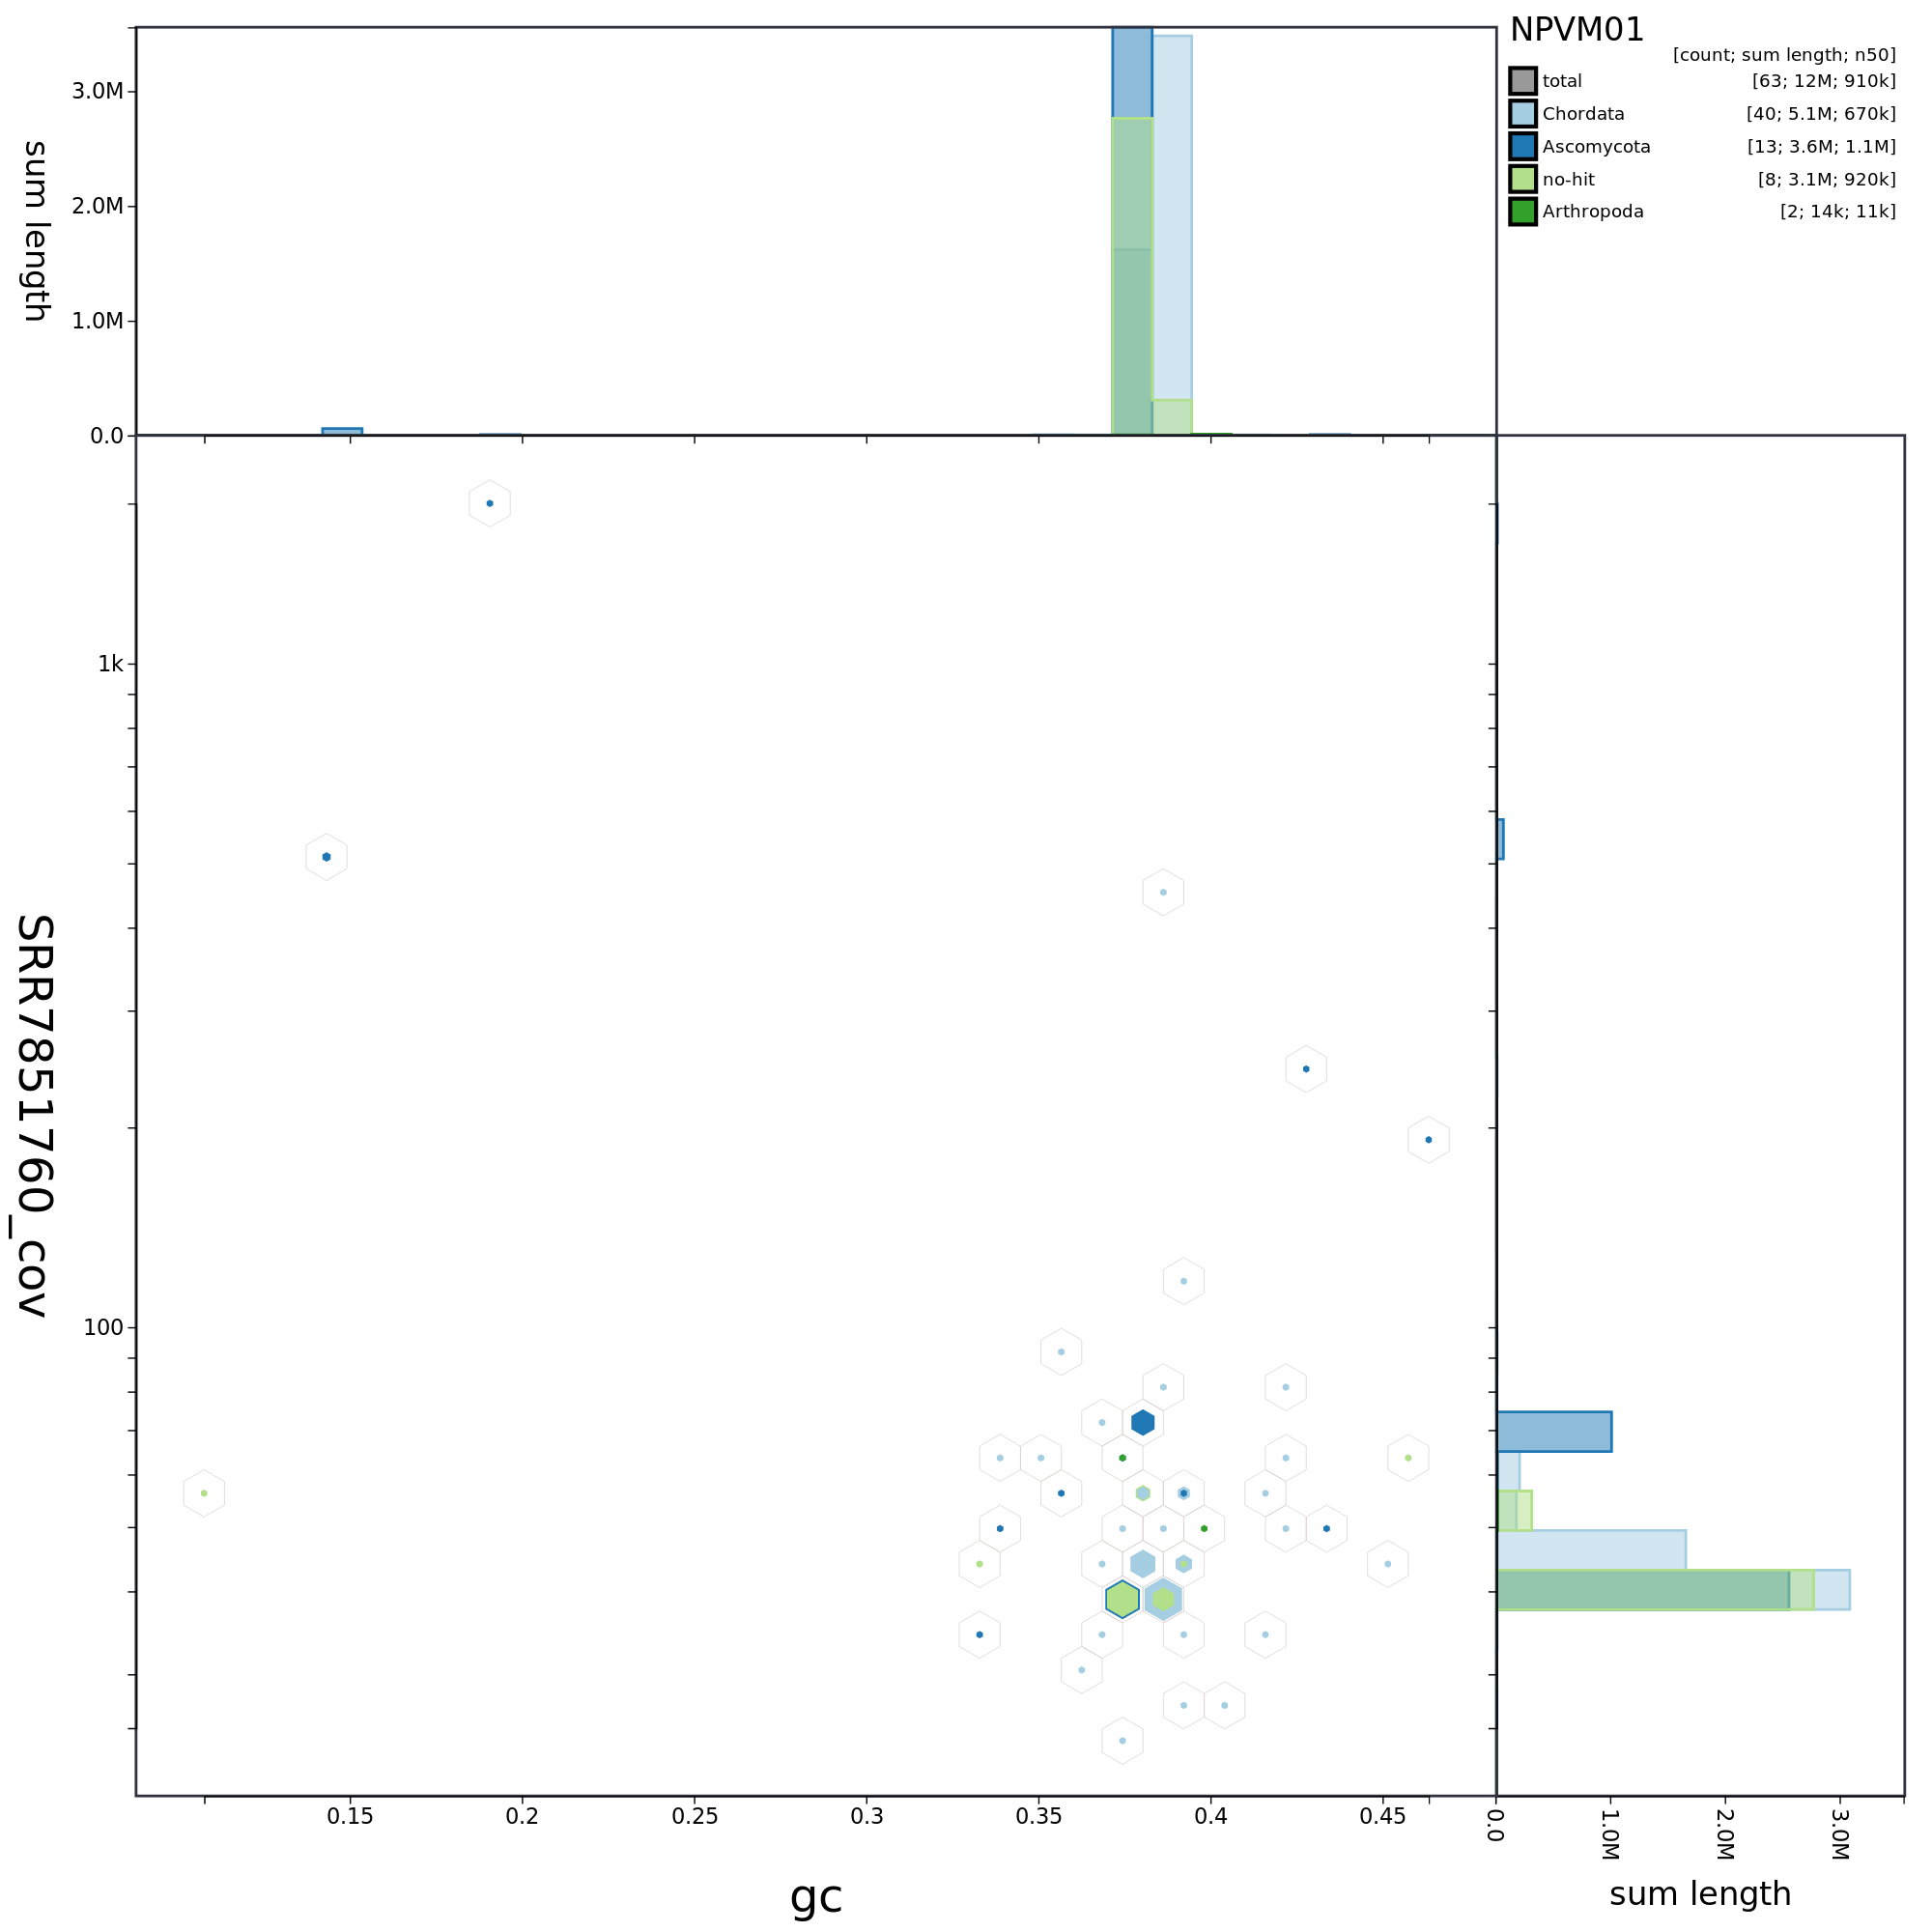 NPVM01
[count; sum length; n50]
total [63; 12M; 910k]
Chordata [40; 5.1M; 670k]
Ascomycota [13; 3.6M; 1.1M]
no-hit [8; 3.1M; 920k]
Arthropoda [2; 14k; 11k]
sum length
3.0M
2.0M
1.0M
0.0
SRR7851760_cov
1k
100
0.15 0.2 0.25 0.3 0.35 0.4 0.45
gc
0.0 1.0M 2.0M 3.0M
sum length